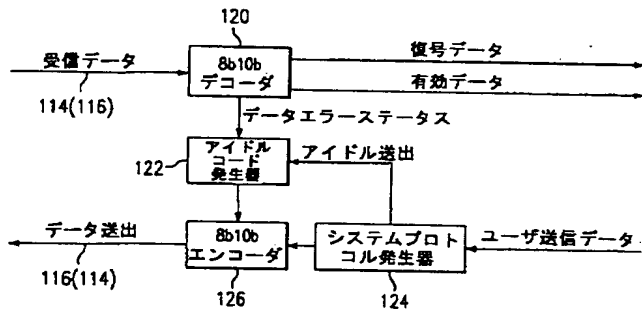 120
受信データ
8b10b
デコーダ
復号データ
有効データ
114(116)
データエラーステータス
アイドル
コード
発生器
122
アイドル送出
データ送出
8b10b
エンコーダ
システムプロト
コル発生器
ユーザ送信データ
116(114)
126
124